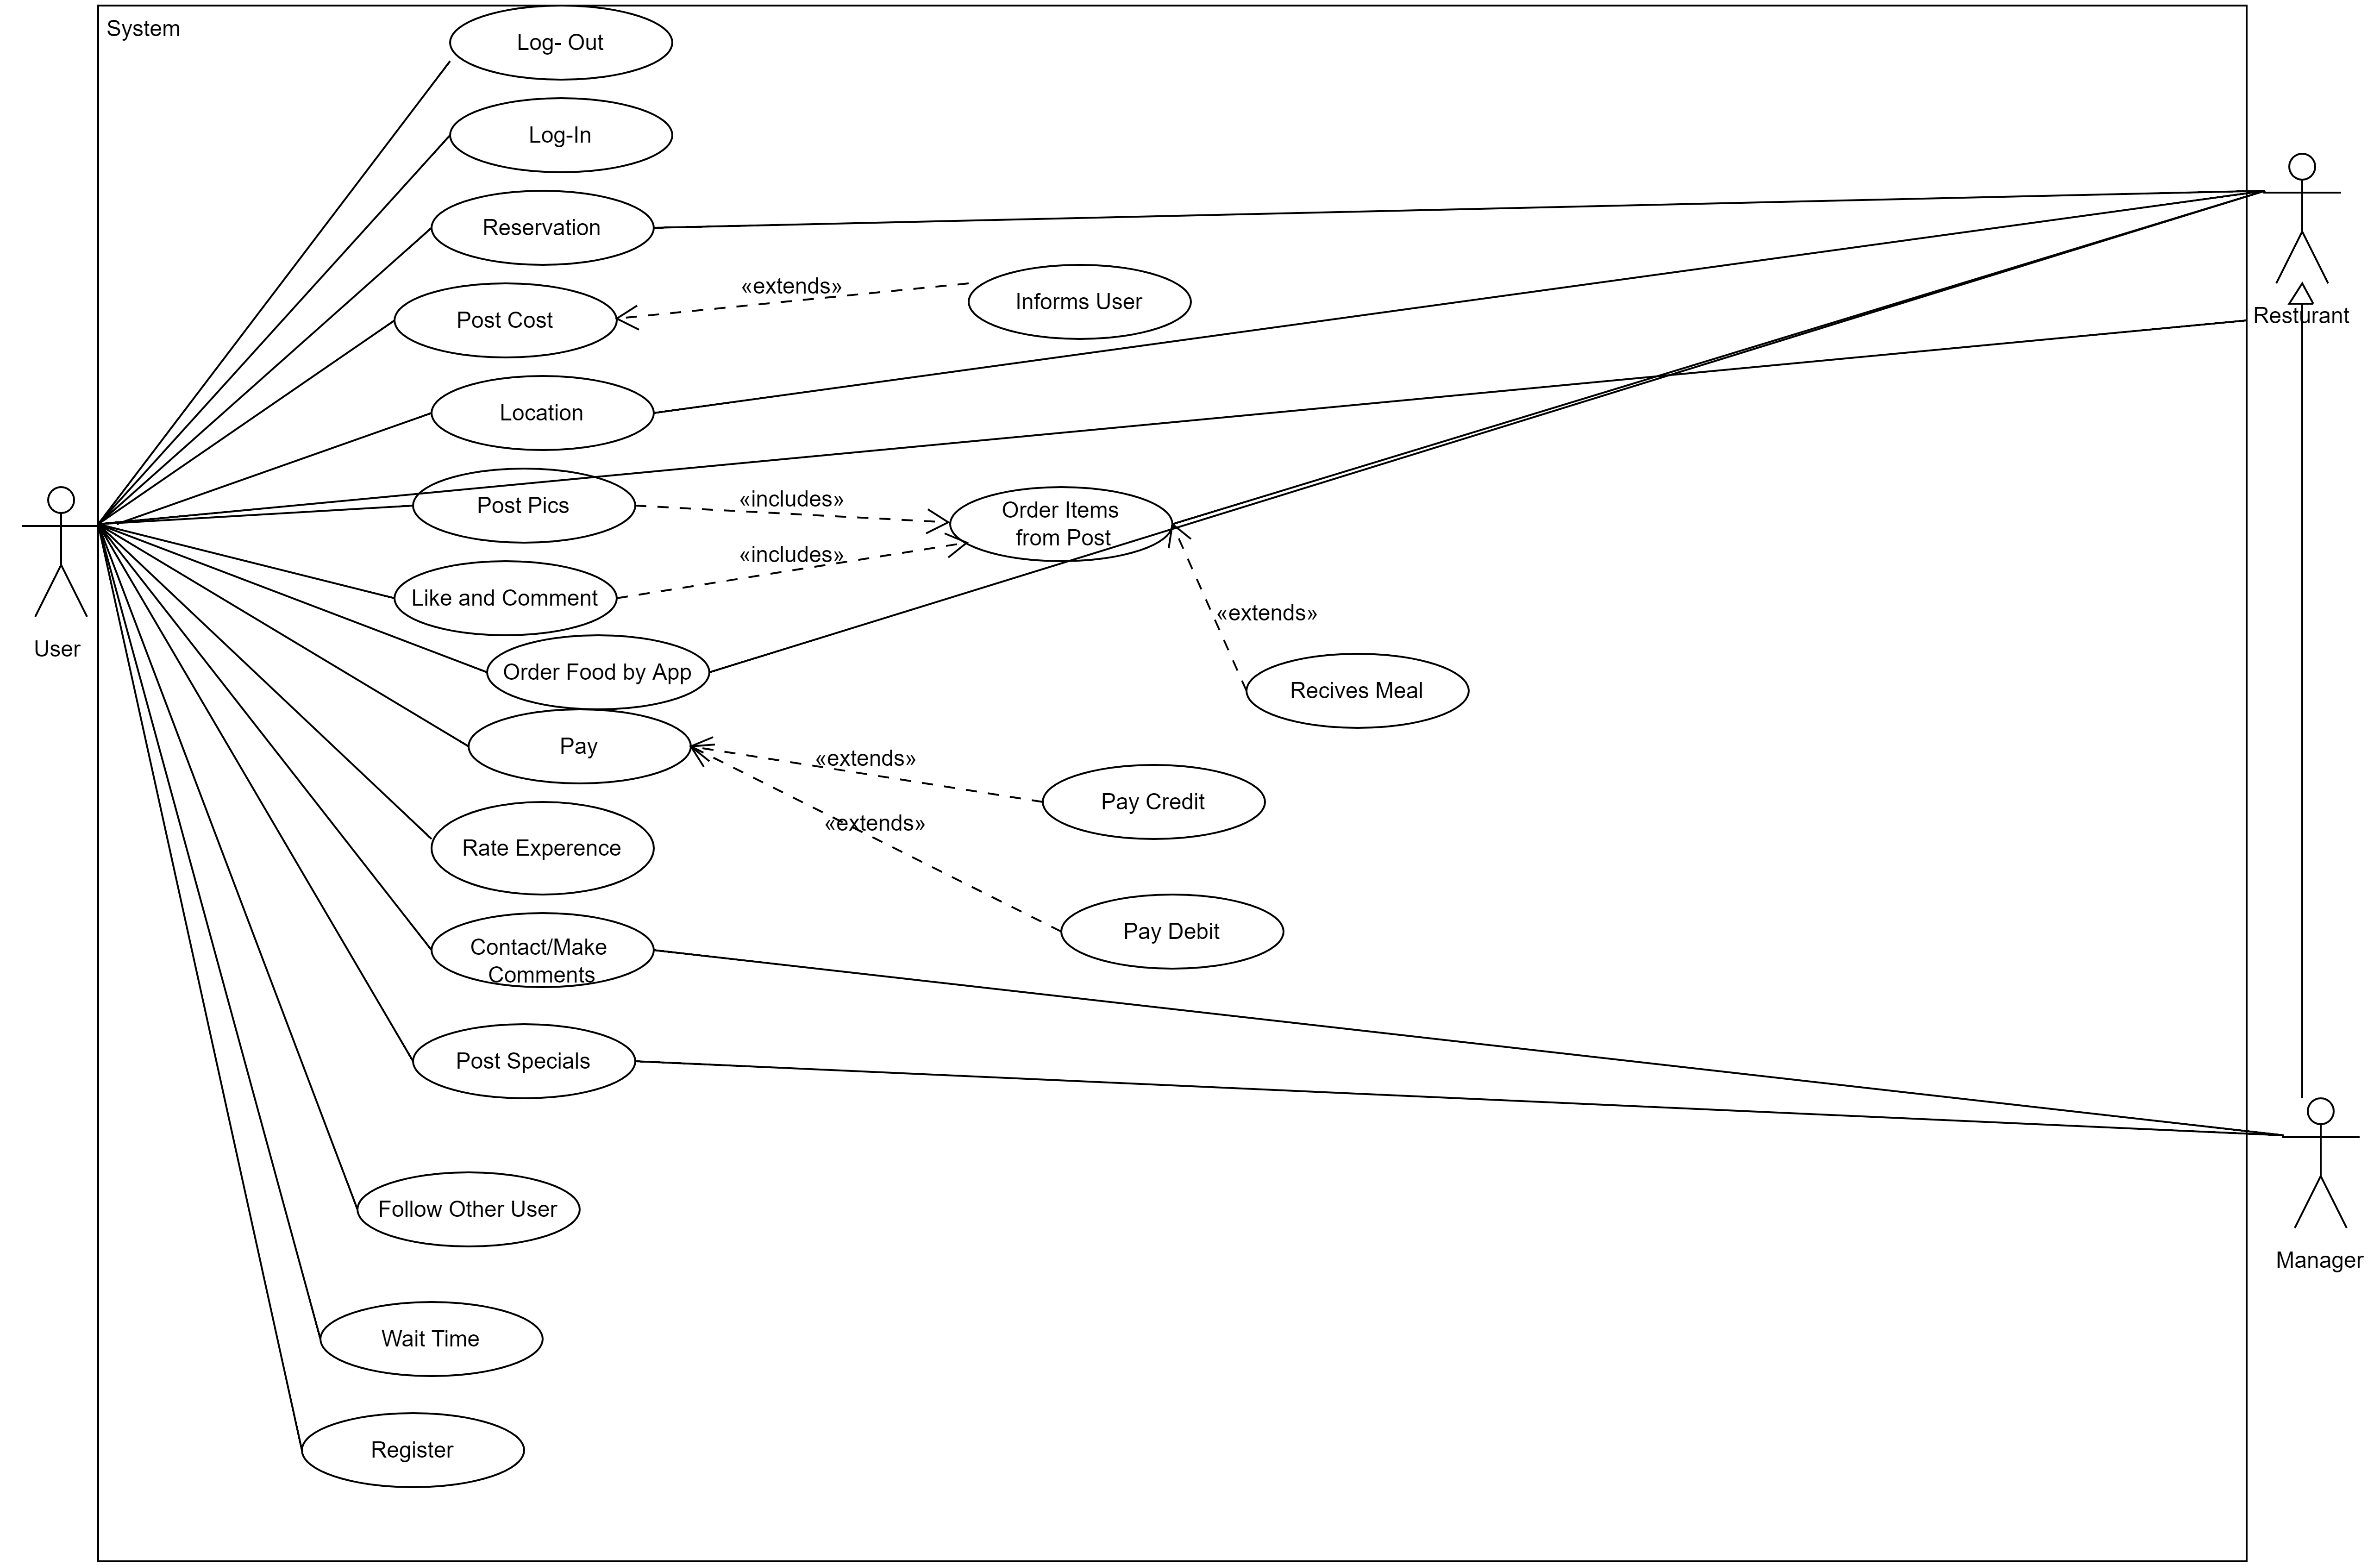 System
Log- Out
Log-In
Reservation
«extends»
Informs User
Post Cost
Resturant
Location
Post Pics
«includes»
Order Items
from Post
«includes»
Like and Comment
«extends»
User
Order Food by App
Recives Meal
Pay
«extends»
Pay Credit
«extends»
Rate Experence
Pay Debit
Contact/Make
Comments
Post Specials
Follow Other User
Manager
Wait Time
Register